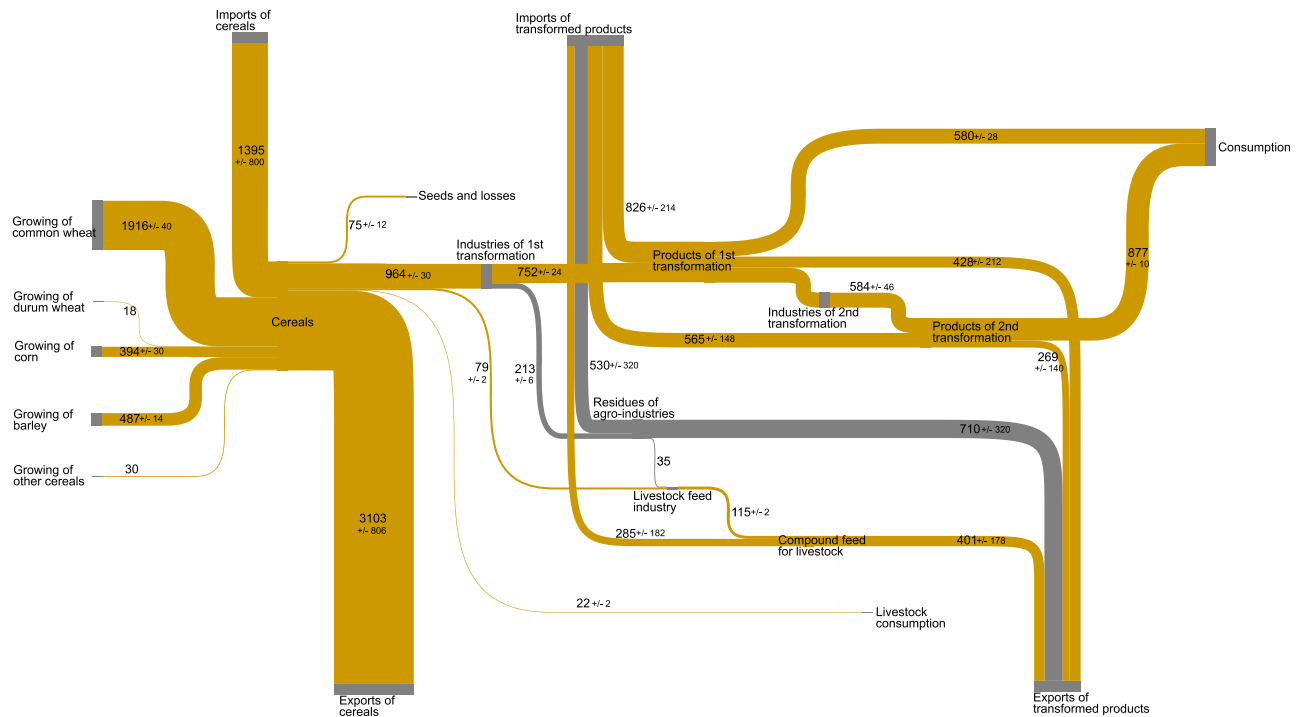 Imports of
cereals
Imports of
transformed products
1395
+/- 800
580+/- 28
Consumption
Seeds and losses
75+/- 12
826+/- 214
Growing of
common wheat
1916+/- 40
Industries of 1st
transformation
964 +/- 30
752+/- 24
Products of 1st
transformation
428+/- 212
877
+/- 10
584+/- 46
Growing of
durum wheat
18
Industries of 2nd
transformation
Products of 2nd
transformation
Cereals
565+/- 148
Growing of
corn
394+/- 30
79
+/- 2
213
+/- 6
530+/- 320
269
+/- 140
Residues of
agro-industries
Growing of
barley
487+/- 14
710+/- 320
Growing of
other cereals
30
35
Livestock feed
industry
3103
+/- 806
115+/- 2
285+/- 182
Compound feed
for livestock
401+/- 178
22 +/- 2
Livestock
consumption
Exports of
cereals
Exports of
transformed products